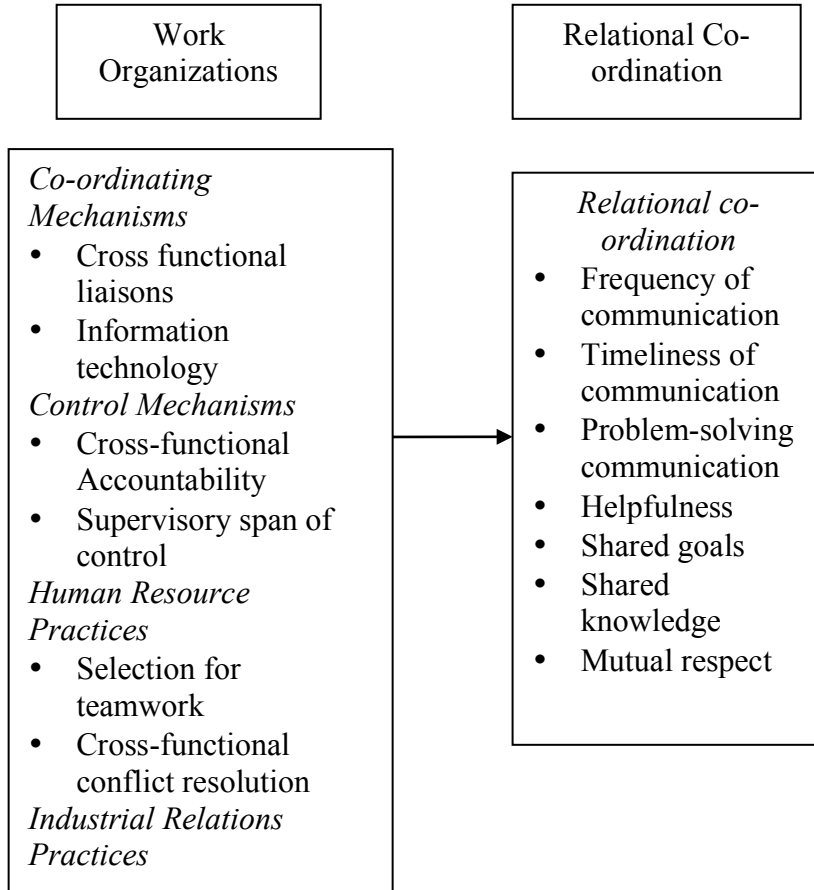 Work
Organizations
Relational Co-
ordination
Co-ordinating
Mechanisms
• Cross functional
liaisons
• Information
technology
Control Mechanisms
• Cross-functional
Accountability
• Supervisory span of
control
Human Resource
Practices
• Selection for
teamwork
• Cross-functional
conflict resolution
Industrial Relations
Practices
Relational co-
ordination
• Frequency of
communication
• Timeliness of
communication
• Problem-solving
communication
• Helpfulness
• Shared goals
• Shared
knowledge
• Mutual respect